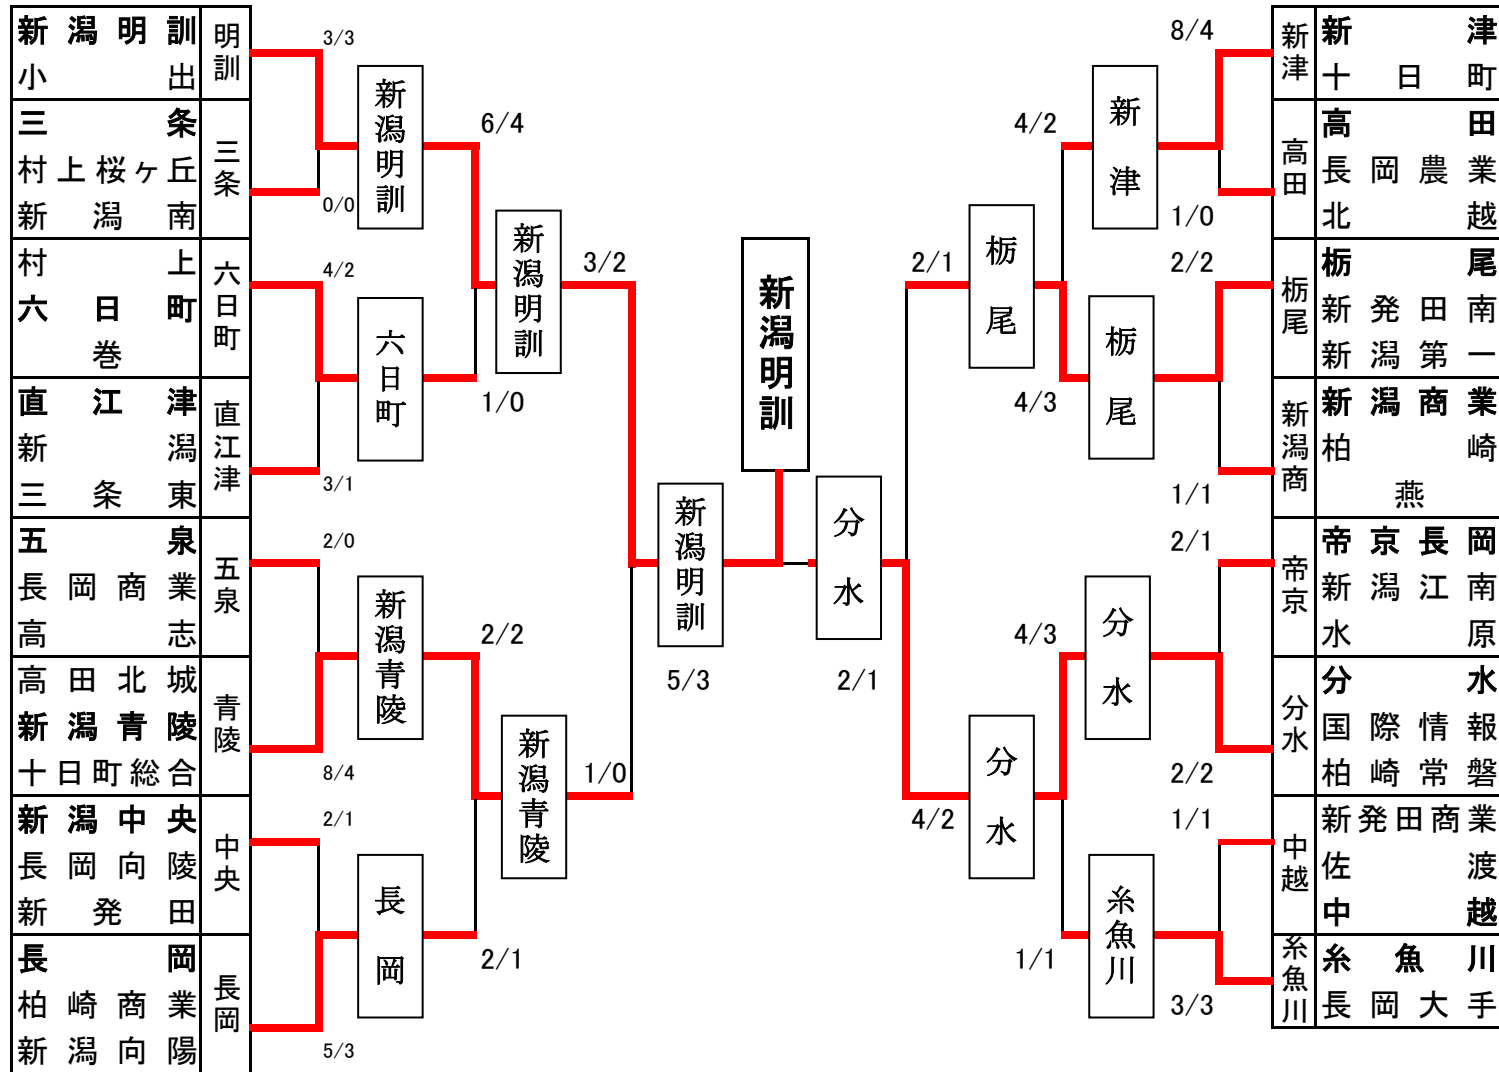 新潟明訓
小出
明訓
三条
村上桜ヶ丘
新潟南
三条
村上
六日町
巻
六日町
直江津
新潟
三条東
直江津
五泉
長岡商業
高志
五泉
高田北城
新潟青陵
十日町総合
青陵
新潟中央
長岡向陵
新発田
中央
長岡
柏崎商業
新潟向陽
長岡
3/3
0/0
4/2
3/1
2/0
8/4
2/1
5/3
新潟明訓
六日町
新潟青陵
長岡
6/4
1/0
2/2
2/1
新潟明訓
新潟青陵
3/2
1/0
新潟明訓
5/3
新潟明訓
分水
2/1
2/1
4/2
栃尾
分水
4/2
4/3
4/3
1/1
新津
栃尾
分水
糸魚川
8/4
1/0
2/2
1/1
2/1
2/2
1/1
3/3
新津
新津
十日町
高田
高田
長岡農業
北越
栃尾
栃尾
新発田南
新潟第一
新潟商
新潟商業
柏崎
燕
帝京
帝京長岡
新潟江南
水原
分水
分水
国際情報
柏崎常磐
中越
新発田商業
佐渡
中越
糸魚川
糸魚川
長岡大手